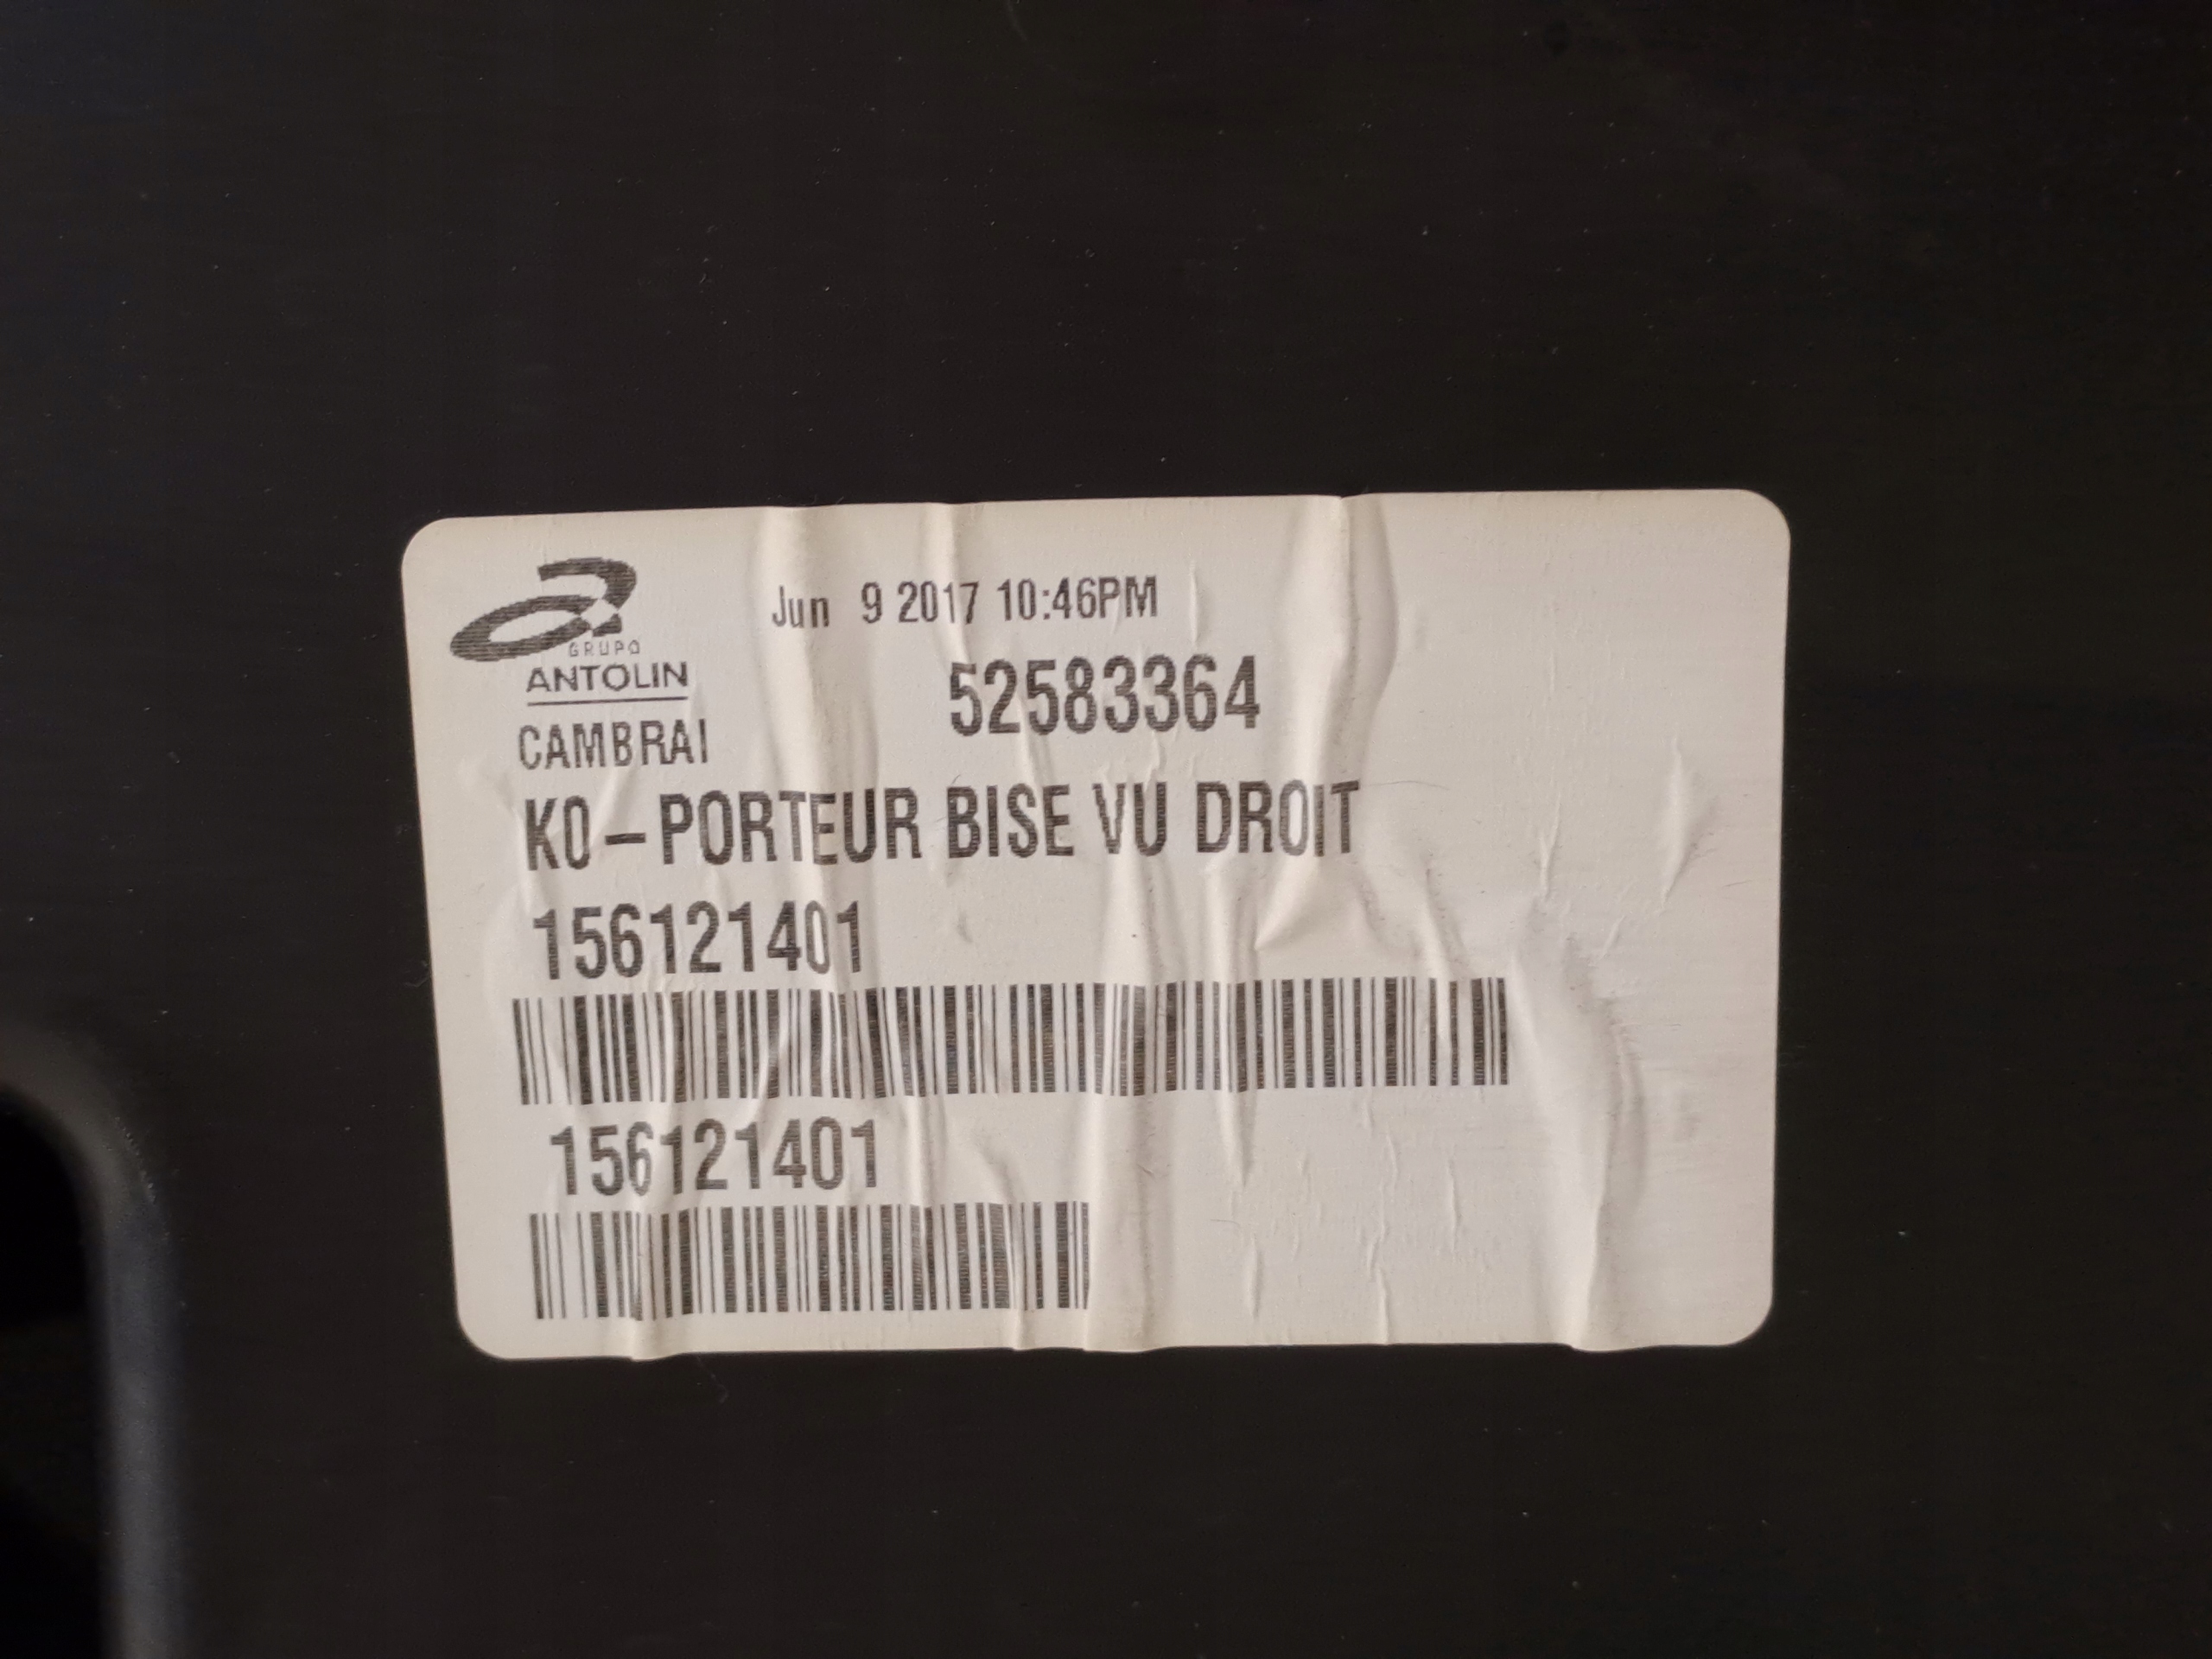 Jun 9 2017 10:46PM
GRUPO
ANTOLIN
52583364
CAMBRAI
K0-PORTEUR BISE VU DROIT
156121401
156121401